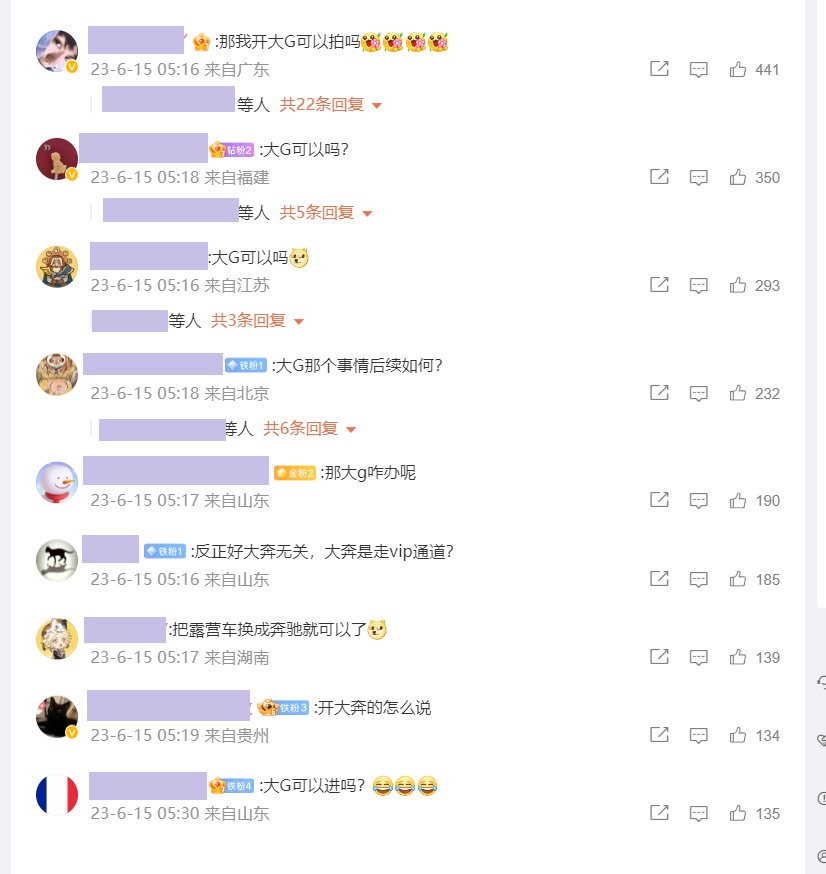 :那我开大G可以拍吗
23-6-15 05:16 来自广东
441
等人 共22条回复
钻粉2 :大G可以吗?
23-6-15 05:18 来自福建
350
等人 共5条回复
:大G可以吗
23-6-15 05:16 来自江苏
293
等人 共3条回复
铁粉1 :大G那个事情后续如何?
23-6-15 05:18 来自北京
232
等人 共6条回复
金粉2 :那大g咋办呢
23-6-15 05:17 来自山东
190
铁粉1 :反正好大奔无关，大奔是走vip通道?
23-6-15 05:16 来自山东
185
:把露营车换成奔驰就可以了
23-6-15 05:17 来自湖南
139
铁粉3 :开大奔的怎么说
23-6-15 05:19 来自贵州
134
铁粉4 :大G可以进吗?
23-6-15 05:30 来自山东
135